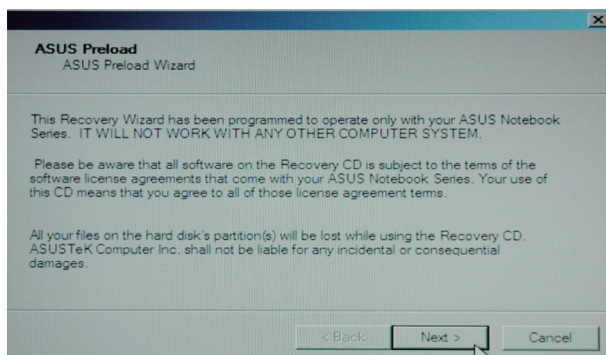 ASUS Preload
ASUS Preload Wizard
This Recovery Wizard has been programmed to operate only with your ASUS Notebook
Series. IT WILL NOT WORK WITH ANY OTHER COMPUTER SYSTEM.
Please be aware that all software on the Recovery CD is subject to the terms of the
software license agreements that come with your ASUS Notebook Series. Your use of
this CD means that you agree to all of those license agreement terms.
All your files on the hard disk's partition(s) will be lost while using the Recovery CD.
ASUSTeK Computer Inc. shall not be liable for any incidental or consequential
damages.
< Back Next > Cancel